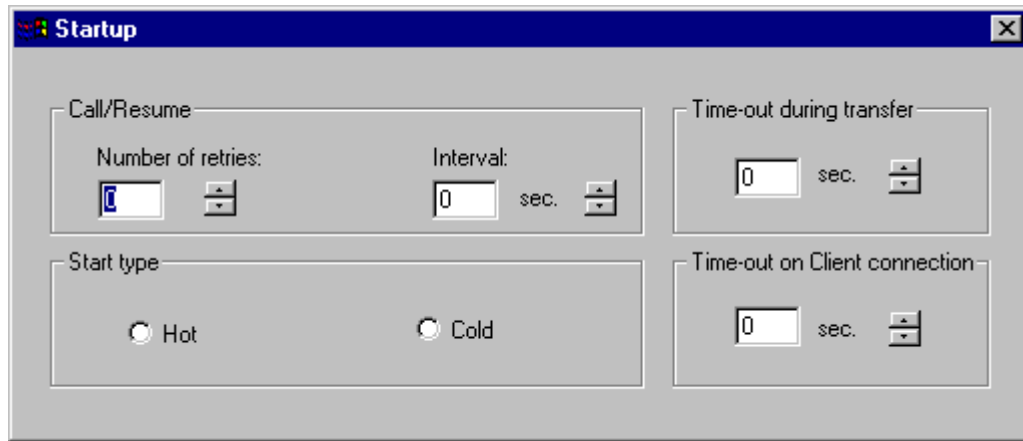 Startup
Call/Resume
Number of retries:
Interval:
0
0 sec.
Time-out during transfer
0 sec.
Start type
Hot
Cold
Time-out on Client connection
0 sec.